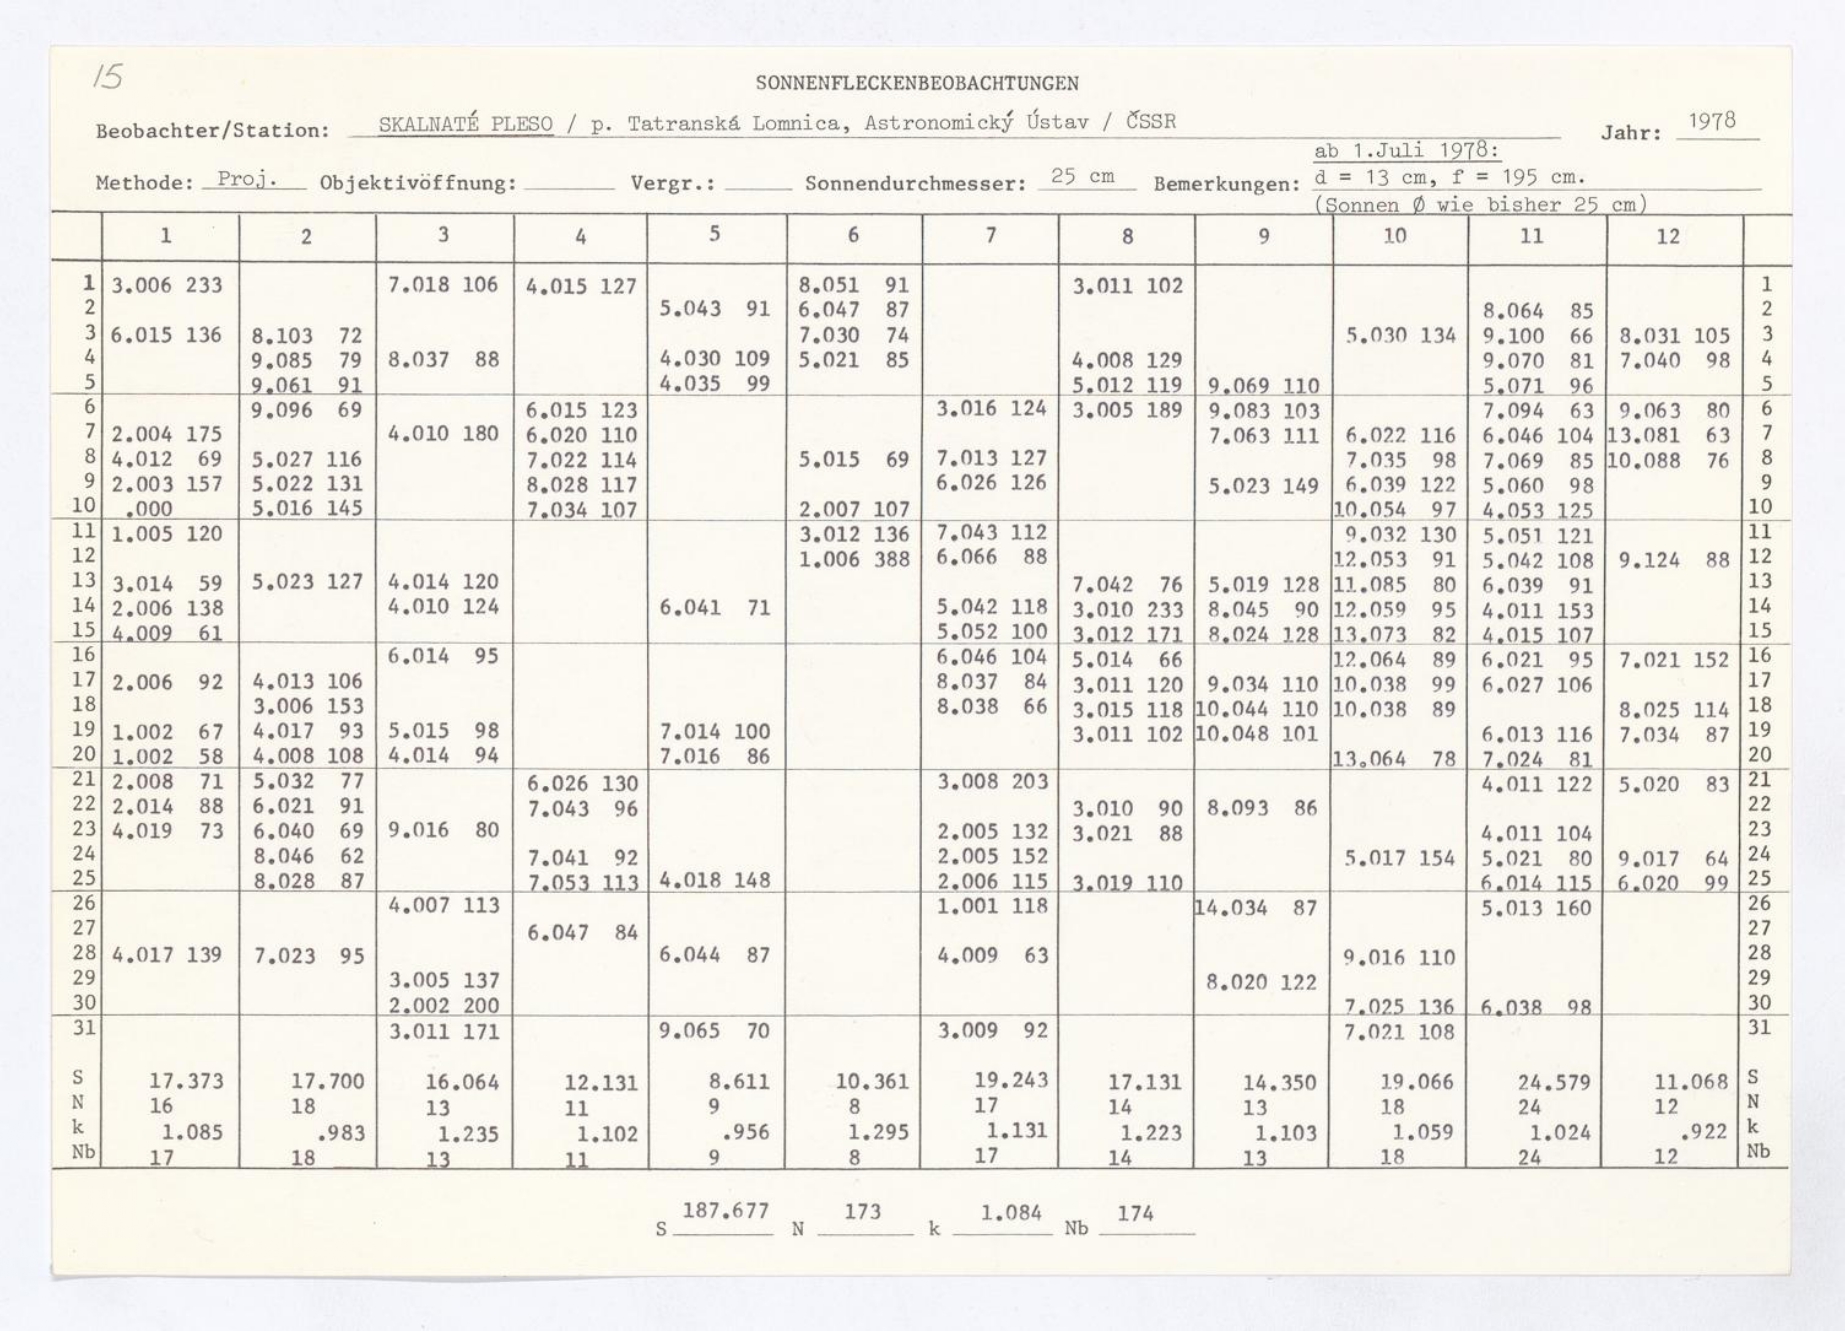 15
SONNENFLECKENBEOBACHTUNGEN
Beobachter/Station: SKALNATÉ PLESO / p. Tatranská Lomnica, Astronomický Ústav / ČSSR Jahr: 1978
ab 1.Juli 1978:
Methode: Proj. Objektivöffnung: Vergr.: Sonnendurchmesser: 25 cm Bemerkungen: d = 13 cm, f = 195 cm.
(Sonnen Ø wie bisher 25 cm)
1 2 3 4 5 6 7 8 9 10 11 12
1 3.006 233 7.018 106 4.015 127 8.051 91 3.011 102 1
2 5.043 91 6.047 87 8.064 85 2
3 6.015 136 8.103 72 7.030 74 5.030 134 9.100 66 8.031 105 3
4 9.085 79 8.037 88 4.030 109 5.021 85 4.008 129 9.070 81 7.040 98 4
5 9.061 91 4.035 99 5.012 119 9.069 110 5.071 96 5
6 9.096 69 6.015 123 3.016 124 3.005 189 9.083 103 7.094 63 9.063 80 6
7 2.004 175 4.010 180 6.020 110 7.063 111 6.022 116 6.046 104 13.081 63 7
8 4.012 69 5.027 116 7.022 114 5.015 69 7.013 127 7.035 98 7.069 85 10.088 76 8
9 2.003 157 5.022 131 8.028 117 6.026 126 5.023 149 6.039 122 5.060 98 9
10 .000 5.016 145 7.034 107 2.007 107 10.054 97 4.053 125 10
11 1.005 120 3.012 136 7.043 112 9.032 130 5.051 121 11
12 1.006 388 6.066 88 12.053 91 5.042 108 9.124 88 12
13 3.014 59 5.023 127 4.014 120 7.042 76 5.019 128 11.085 80 6.039 91 13
14 2.006 138 4.010 124 6.041 71 5.042 118 3.010 233 8.045 90 12.059 95 4.011 153 14
15 4.009 61 5.052 100 3.012 171 8.024 128 13.073 82 4.015 107 15
16 6.014 95 6.046 104 5.014 66 12.064 89 6.021 95 7.021 152 16
17 2.006 92 4.013 106 8.037 84 3.011 120 9.034 110 10.038 99 6.027 106 17
18 3.006 153 8.038 66 3.015 118 10.044 110 10.038 89 8.025 114 18
19 1.002 67 4.017 93 5.015 98 7.014 100 3.011 102 10.048 101 6.013 116 7.034 87 19
20 1.002 58 4.008 108 4.014 94 7.016 86 13.064 78 7.024 81 20
21 2.008 71 5.032 77 6.026 130 3.008 203 4.011 122 5.020 83 21
22 2.014 88 6.021 91 7.043 96 3.010 90 8.093 86 22
23 4.019 73 6.040 69 9.016 80 2.005 132 3.021 88 4.011 104 23
24 8.046 62 7.041 92 2.005 152 5.017 154 5.021 80 9.017 64 24
25 8.028 87 7.053 113 4.018 148 2.006 115 3.019 110 6.014 115 6.020 99 25
26 4.007 113 1.001 118 14.034 87 5.013 160 26
27 6.047 84 27
28 4.017 139 7.023 95 6.044 87 4.009 63 9.016 110 28
29 3.005 137 8.020 122 29
30 2.002 200 7.025 136 6.038 98 30
31 3.011 171 9.065 70 3.009 92 7.021 108 31
S 17.373 17.700 16.064 12.131 8.611 10.361 19.243 17.131 14.350 19.066 24.579 11.068 S
N 16 18 13 11 9 8 17 14 13 18 24 12 N
k 1.085 .983 1.235 1.102 .956 1.295 1.131 1.223 1.103 1.059 1.024 .922 k
Nb 17 18 13 11 9 8 17 14 13 18 24 12 Nb
S 187.677 N 173 k 1.084 Nb 174